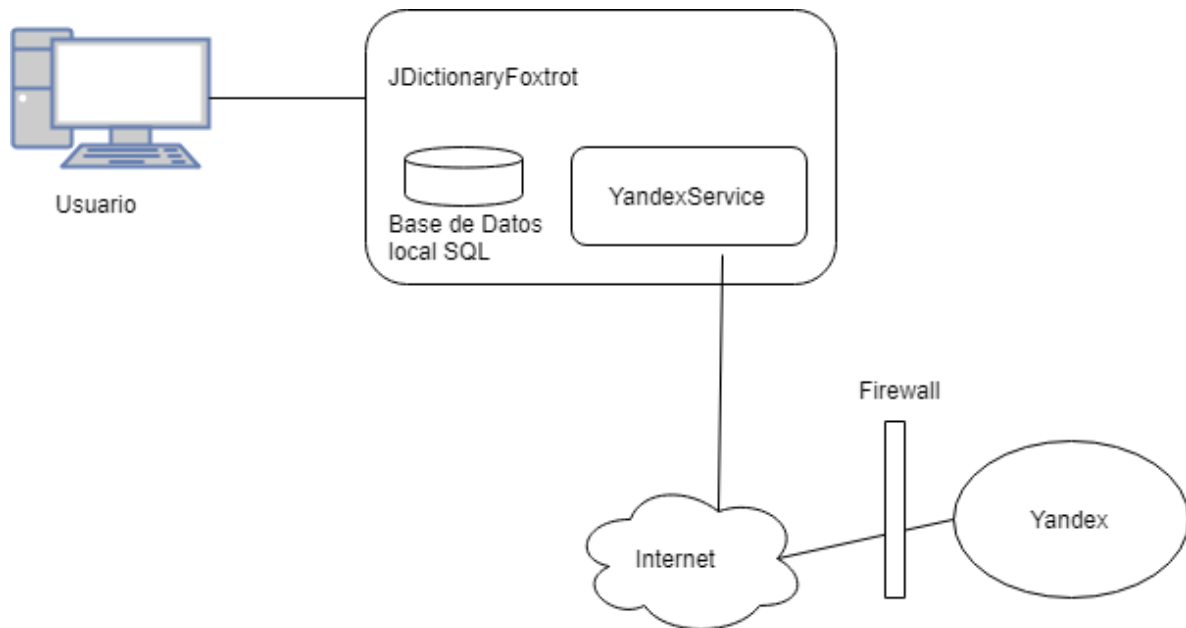 JDictionaryFoxtrot
Usuario
Base de Datos
local SQL
YandexService
Firewall
Internet
Yandex